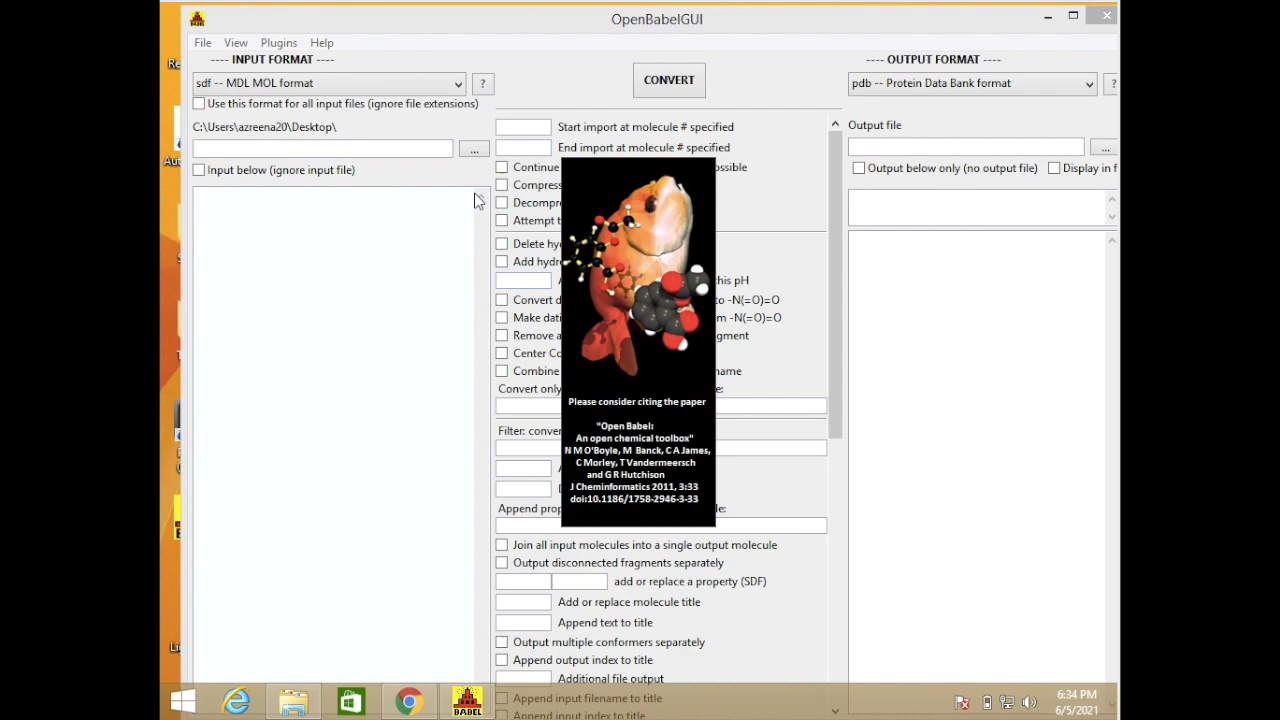 OpenBabelGUI
File View Plugins Help
---- INPUT FORMAT ----
sdf -- MDL MOL format
?
Use this format for all input files (ignore file extensions)
C:\Users\azreena20\Desktop\
...
Input below (ignore input file)
CONVERT
Start import at molecule # specified
End import at molecule # specified
Continue
Compress
Decompre
Attempt t
Delete hy
Add hydro
this pH
Convert d
to -N(=O)=O
Make dati
m -N(=O)=O
Remove a
Center Co
Combine
name
Convert only
Filter: conver
Append prop
Join all input molecules into a single output molecule
Output disconnected fragments separately
add or replace a property (SDF)
Add or replace molecule title
Append text to title
Output multiple conformers separately
Append output index to title
Additional file output
Append input filename to title
Append input index to title
Please consider citing the paper
"Open Babel:
An open chemical toolbox"
N M O'Boyle, M Banck, C A James,
C Morley, T Vandermeersch
and G R Hutchison
J Cheminformatics 2011, 3:33
doi:10.1186/1758-2946-3-33
---- OUTPUT FORMAT ----
pdb -- Protein Data Bank format
?
Output file
...
Output below only (no output file) Display in f
BABEL
6:34 PM
6/5/2021